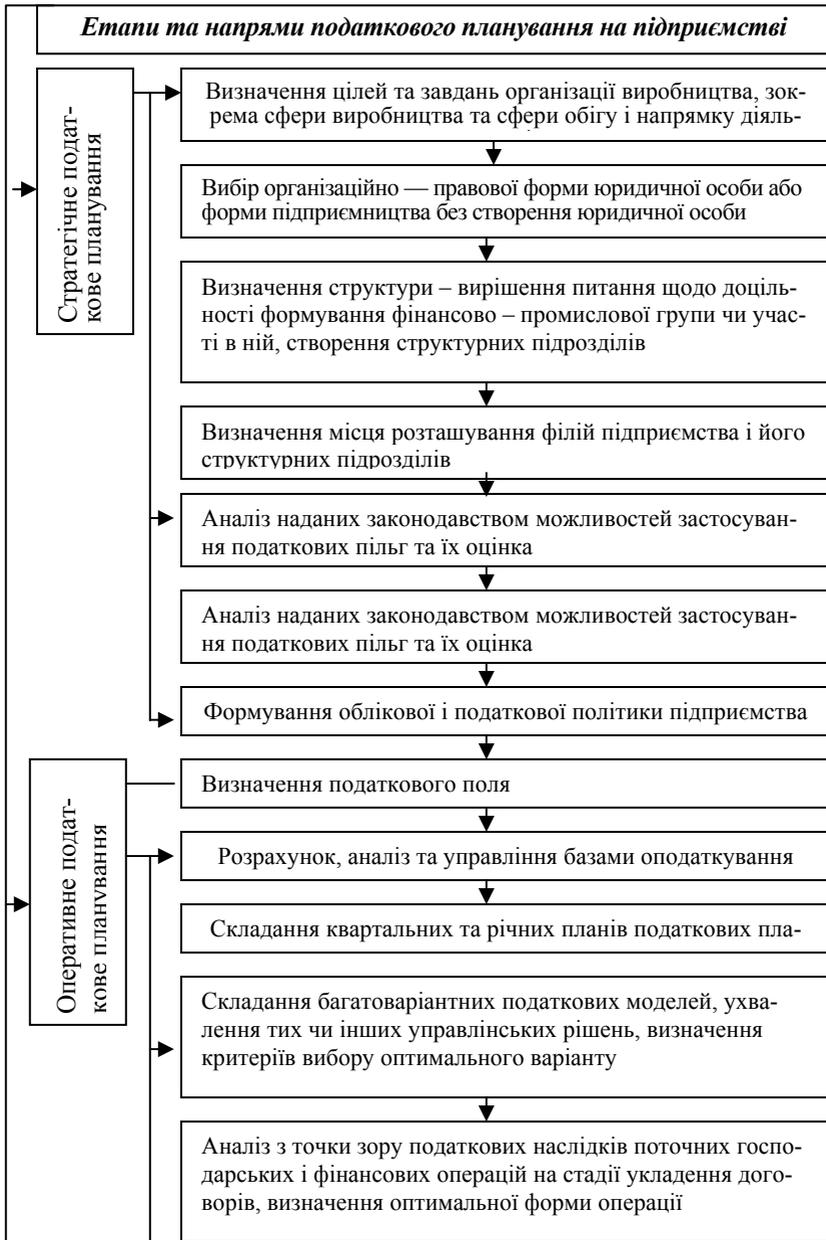 Етапи та напрями податкового планування на підприємстві
Стратегічне подат-
кове планування
Визначення цілей та завдань організації виробництва, зок-
рема сфери виробництва та сфери обігу і напрямку діяль-
Вибір організаційно — правової форми юридичної особи або
форми підприємництва без створення юридичної особи
Визначення структури – вирішення питання щодо доціль-
ності формування фінансово – промислової групи чи учас-
ті в ній, створення структурних підрозділів
Визначення місця розташування філій підприємства і його
структурних підрозділів
Аналіз наданих законодавством можливостей застосуван-
ня податкових пільг та їх оцінка
Аналіз наданих законодавством можливостей застосуван-
ня податкових пільг та їх оцінка
Формування облікової і податкової політики підприємства
Оперативне подат-
кове планування
Визначення податкового поля
Розрахунок, аналіз та управління базами оподаткування
Складання квартальних та річних планів податкових пла-
Складання багатоваріантних податкових моделей, ухва-
лення тих чи інших управлінських рішень, визначення
критеріїв вибору оптимального варіанту
Аналіз з точки зору податкових наслідків поточних госпо-
дарських і фінансових операцій на стадії укладення дого-
ворів, визначення оптимальної форми операції